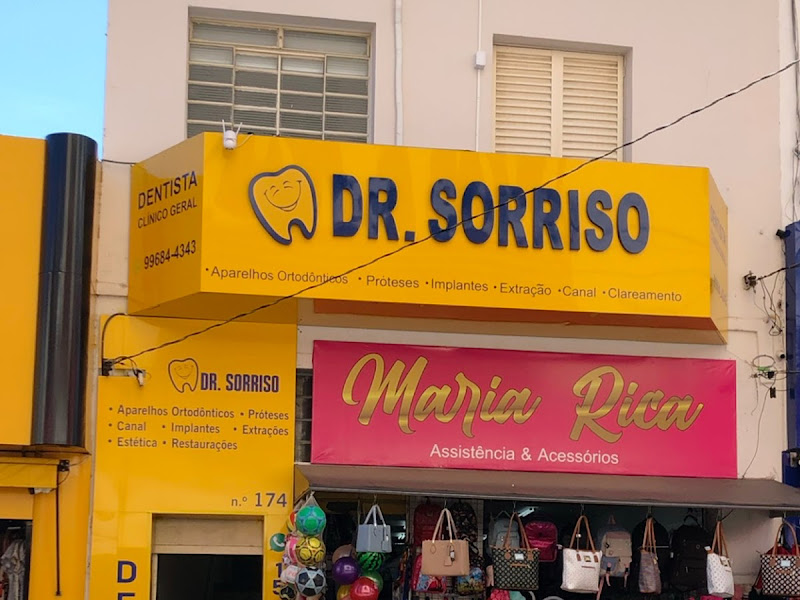 DENTISTA
CLÍNICO GERAL
99684-4343
DR. SORRISO
• Aparelhos Ortodônticos • Próteses • Implantes • Extração • Canal • Clareamento
DR. SORRISO
• Aparelhos Ortodônticos • Próteses
• Canal • Implantes • Extrações
• Estética • Restaurações
n.º 174
Maria Rica
Assistência & Acessórios
D